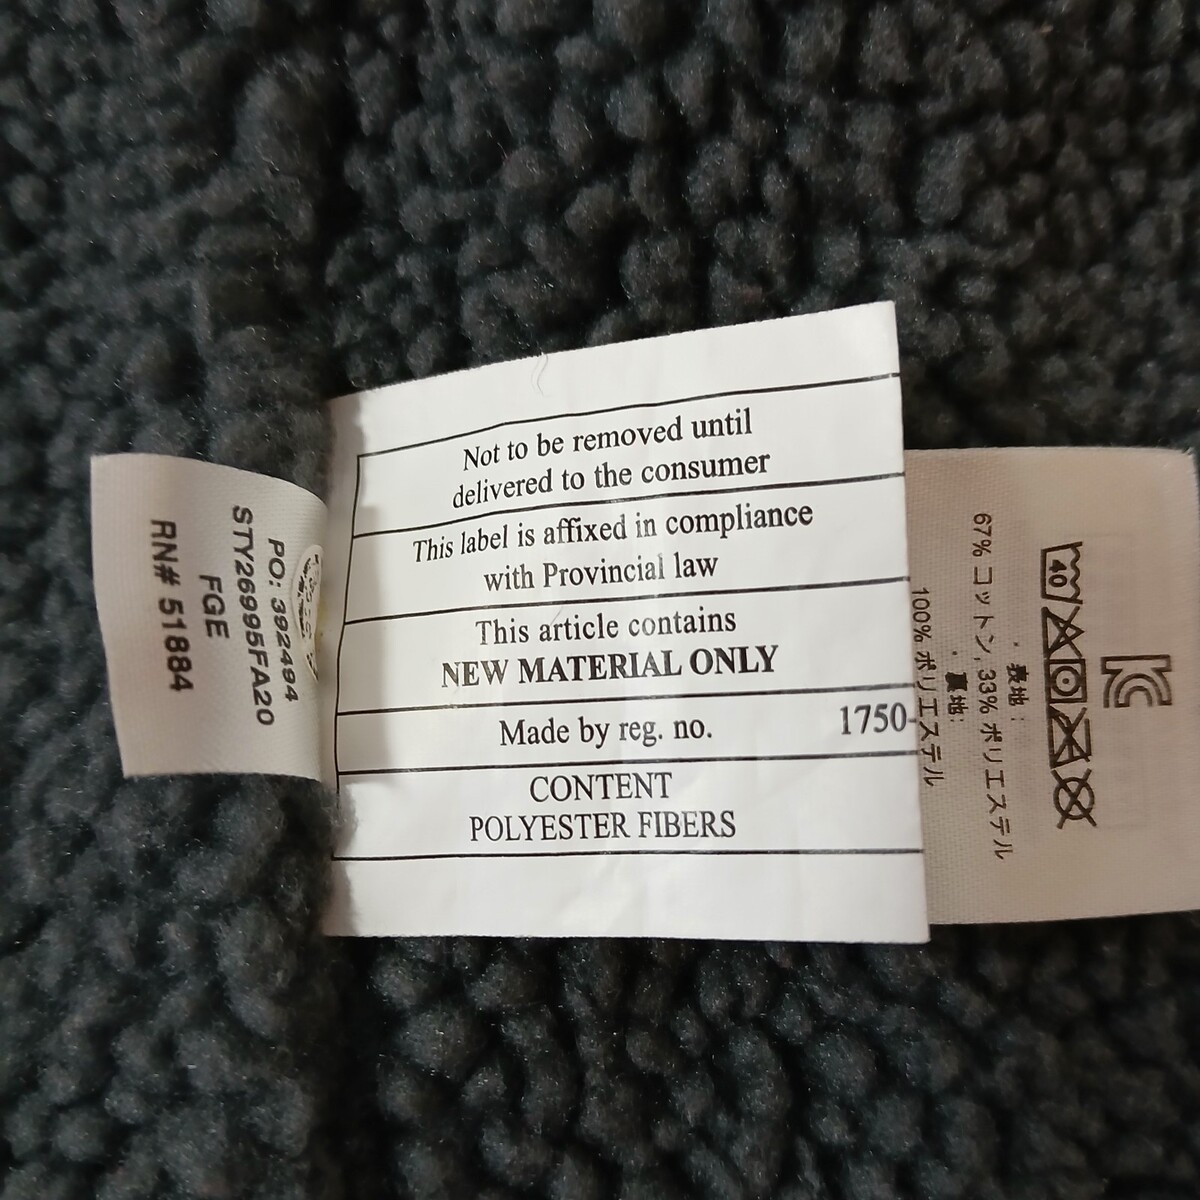 PO: 392494
STY26995FA20
FGE
RN# 51884
Not to be removed until
delivered to the consumer
This label is affixed in compliance
with Provincial law
This article contains
NEW MATERIAL ONLY
Made by reg. no. 1750-
CONTENT
POLYESTER FIBERS
40
・表地:
67% コットン, 33% ポリエステル
・裏地:
100% ポリエステル